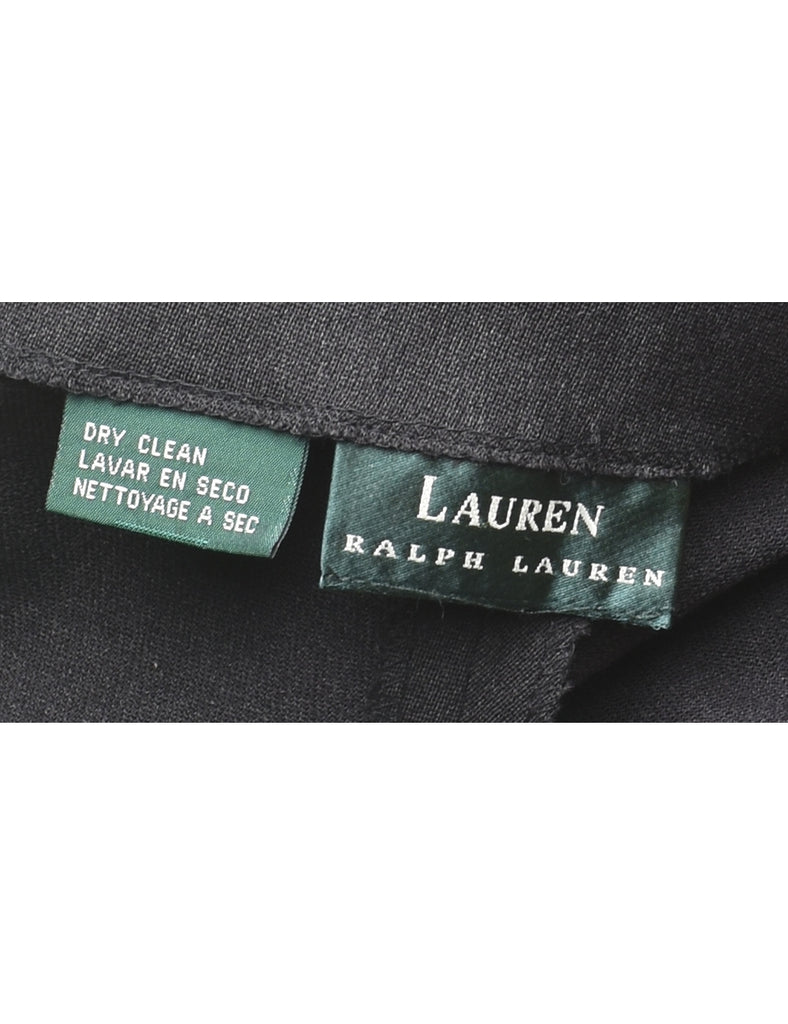 DRY CLEAN
LAVAR EN SECO
NETTOYAGE A SEC
LAUREN
RALPH LAUREN